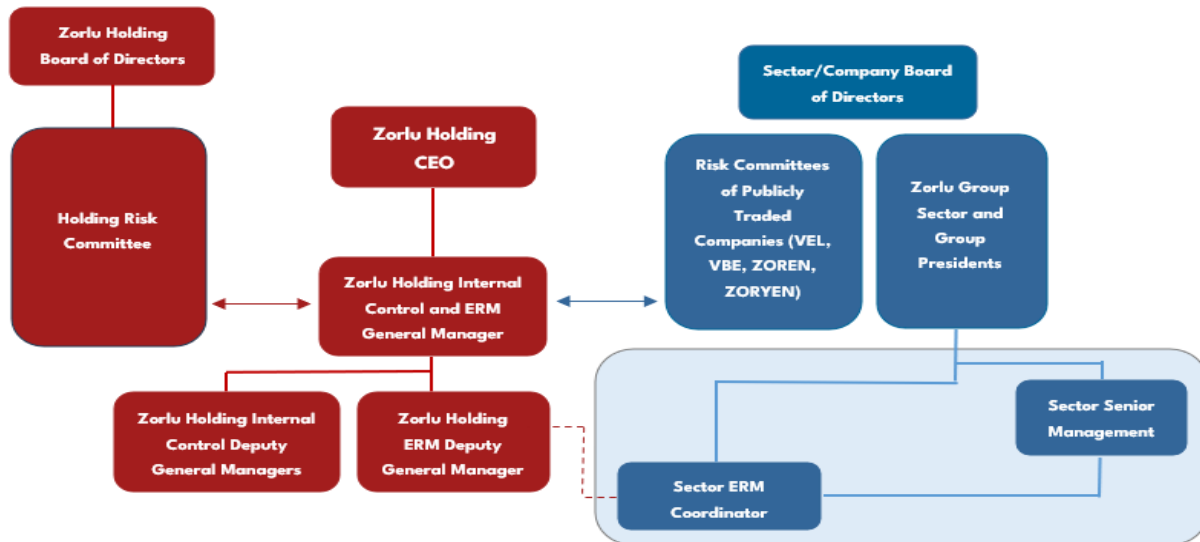 Zorlu Holding
Board of Directors
Holding Risk
Committee
Zorlu Holding
CEO
Zorlu Holding Internal
Control and ERM
General Manager
Zorlu Holding Internal
Control Deputy
General Managers
Zorlu Holding
ERM Deputy
General Manager
Sector/Company Board
of Directors
Risk Committees
of Publicly
Traded
Companies (VEL,
VBE, ZOREN,
ZORYEN)
Zorlu Group
Sector and
Group
Presidents
Sector Senior
Management
Sector ERM
Coordinator